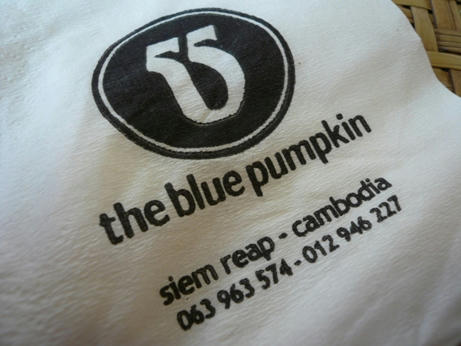 the blue pumpkin
siem reap - cambodia
063 963 574 - 012 946 227